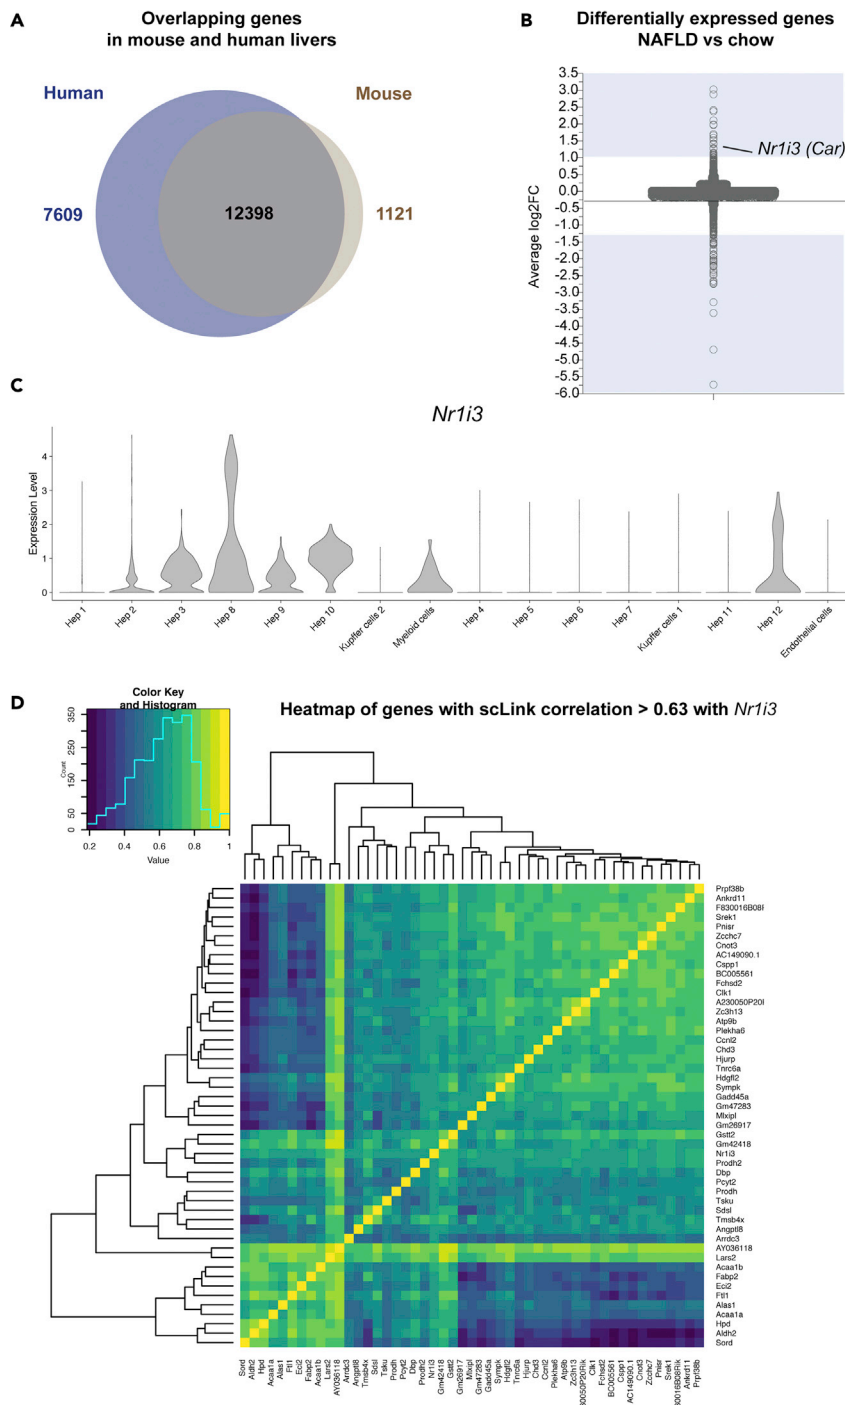 A
Overlapping genes
in mouse and human livers
Human
Mouse
7609
12398
1121
B
Differentially expressed genes
NAFLD vs chow
Average log2FC
3.5
3.0
2.5
2.0
1.5
1.0
0.5
0.0
-0.5
-1.0
-1.5
-2.0
-2.5
-3.0
-3.5
-4.0
-4.5
-5.0
-5.5
-6.0
Nr1i3 (Car)
C
Nr1i3
Expression Level
4
3
2
1
0
Hep 1
Hep 2
Hep 3
Hep 8
Hep 9
Hep 10
Kupffer cells 2
Myeloid cells
Hep 4
Hep 5
Hep 6
Hep 7
Kupffer cells 1
Hep 11
Hep 12
Endothelial cells
D
Color Key
and Histogram
Count
0
50
150
250
350
0.2
0.4
0.6
0.8
1
Value
Heatmap of genes with scLink correlation > 0.63 with Nr1i3
Prpf38b
Ankrd11
F830016B08F
Srek1
Pnisr
Zcchc7
Cnot3
AC149090.1
Cspp1
BC005561
Fchsd2
Clk1
A230050P20I
Zc3h13
Atp9b
Plekha6
Ccnl2
Chd3
Hjurp
Tnrc6a
Hdgfl2
Sympk
Gadd45a
Gm47283
Mlxipl
Gm26917
Gstt2
Gm42418
Nr1i3
Prodh2
Dbp
Pcyt2
Prodh
Tsku
Sdsl
Tmsb4x
Angptl8
Arrdc3
AY036118
Lars2
Acaa1b
Fabp2
Eci2
Ftl1
Alas1
Acaa1a
Hpd
Aldh2
Sord
Sord
Aldh2
Hpd
Acaa1a
Alas1
Ftl1
Eci2
Fabp2
Acaa1b
Lars2
AY036118
Arrdc3
Angptl8
Tmsb4x
Sdsl
Tsku
Prodh
Pcyt2
Dbp
Prodh2
Nr1i3
Gm42418
Gstt2
Gm26917
Mlxipl
Gm47283
Gadd45a
Sympk
Hdgfl2
Tnrc6a
Hjurp
Chd3
Ccnl2
Plekha6
Atp9b
Zc3h13
30050P20Rik
Clk1
Fchsd2
BC005561
Cspp1
AC149090.1
Cnot3
Zcchc7
Pnisr
Srek1
30016B08Rik
Ankrd11
Prpf38b